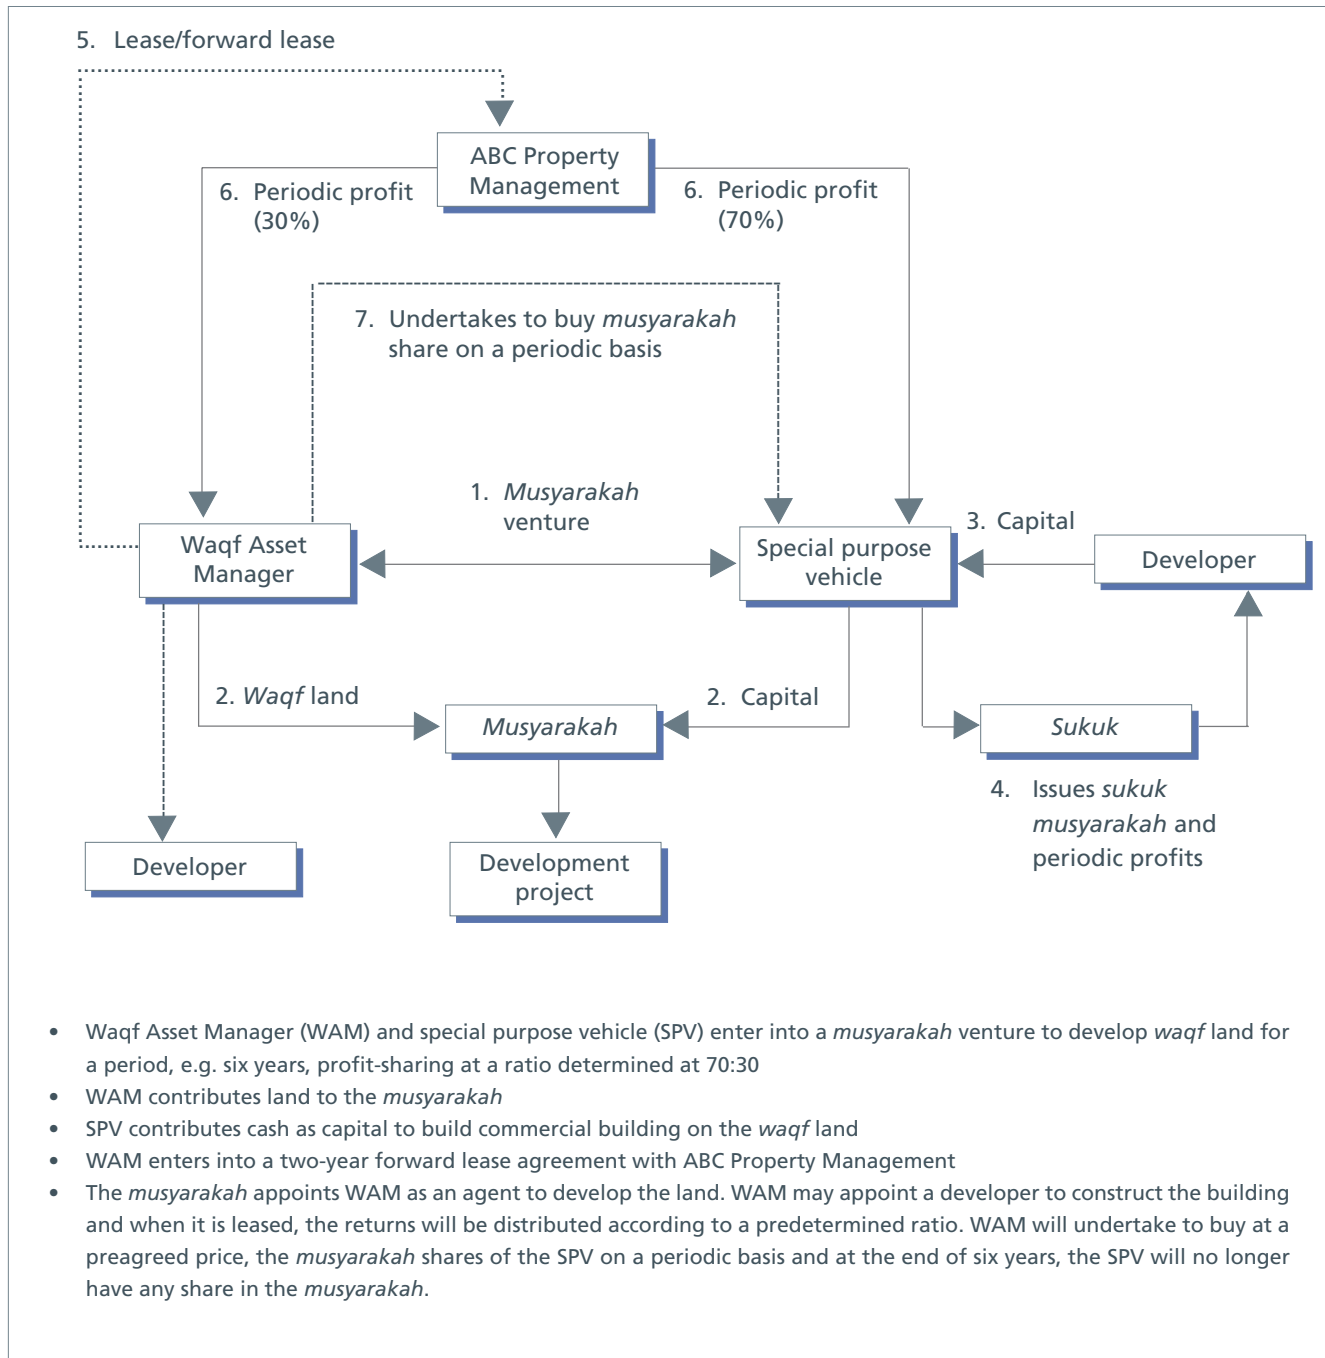 5. Lease/forward lease
ABC Property
Management
6. Periodic profit
(30%)
6. Periodic profit
(70%)
7. Undertakes to buy musyarakah
share on a periodic basis
1. Musyarakah
venture
3. Capital
Waqf Asset
Manager
Special purpose
vehicle
Developer
2. Waqf land
2. Capital
Musyarakah
Sukuk
4. Issues sukuk
musyarakah and
periodic profits
Developer
Development
project
• Waqf Asset Manager (WAM) and special purpose vehicle (SPV) enter into a musyarakah venture to develop waqf land for
a period, e.g. six years, profit-sharing at a ratio determined at 70:30
• WAM contributes land to the musyarakah
• SPV contributes cash as capital to build commercial building on the waqf land
• WAM enters into a two-year forward lease agreement with ABC Property Management
• The musyarakah appoints WAM as an agent to develop the land. WAM may appoint a developer to construct the building
and when it is leased, the returns will be distributed according to a predetermined ratio. WAM will undertake to buy at a
preagreed price, the musyarakah shares of the SPV on a periodic basis and at the end of six years, the SPV will no longer
have any share in the musyarakah.